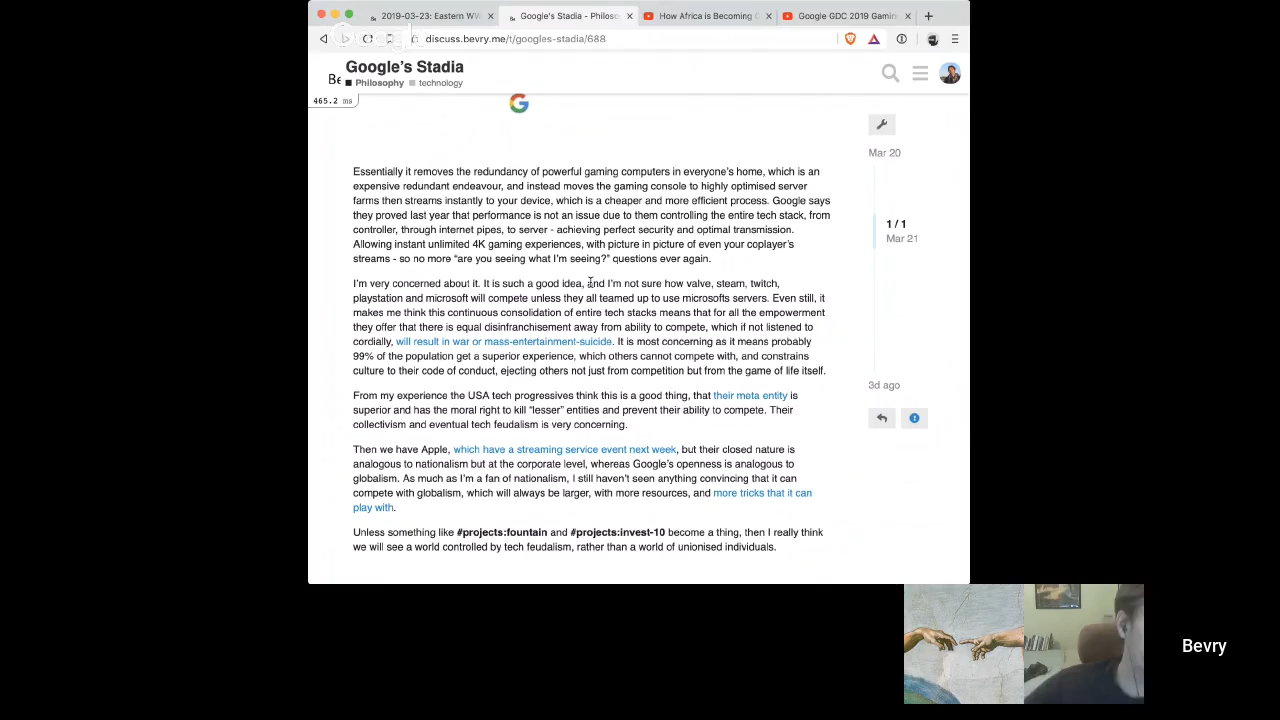 2019-03-23: Eastern WW
Google's Stadia - Philoso
How Africa is Becoming
Google GDC 2019 Gamin
discuss.bevry.me/t/googles-stadia/688
Google's Stadia
Philosophy technology
465.2 ms
Essentially it removes the redundancy of powerful gaming computers in everyone's home, which is an
expensive redundant endeavour, and instead moves the gaming console to highly optimised server
farms then streams instantly to your device, which is a cheaper and more efficient process. Google says
they proved last year that performance is not an issue due to them controlling the entire tech stack, from
controller, through internet pipes, to server - achieving perfect security and optimal transmission.
Allowing instant unlimited 4K gaming experiences, with picture in picture of even your coplayer's
streams - so no more “are you seeing what I'm seeing?” questions ever again.
I'm very concerned about it. It is such a good idea, and I'm not sure how valve, steam, twitch,
playstation and microsoft will compete unless they all teamed up to use microsofts servers. Even still, it
makes me think this continuous consolidation of entire tech stacks means that for all the empowerment
they offer that there is equal disinfranchisement away from ability to compete, which if not listened to
cordially, will result in war or mass-entertainment-suicide. It is most concerning as it means probably
99% of the population get a superior experience, which others cannot compete with, and constrains
culture to their code of conduct, ejecting others not just from competition but from the game of life itself.
From my experience the USA tech progressives think this is a good thing, that their meta entity is
superior and has the moral right to kill “lesser” entities and prevent their ability to compete. Their
collectivism and eventual tech feudalism is very concerning.
Then we have Apple, which have a streaming service event next week, but their closed nature is
analogous to nationalism but at the corporate level, whereas Google's openness is analogous to
globalism. As much as I'm a fan of nationalism, I still haven't seen anything convincing that it can
compete with globalism, which will always be larger, with more resources, and more tricks that it can
play with.
Unless something like #projects:fountain and #projects:invest-10 become a thing, then I really think
we will see a world controlled by tech feudalism, rather than a world of unionised individuals.
Mar 20
1 / 1
Mar 21
3d ago
Bevry